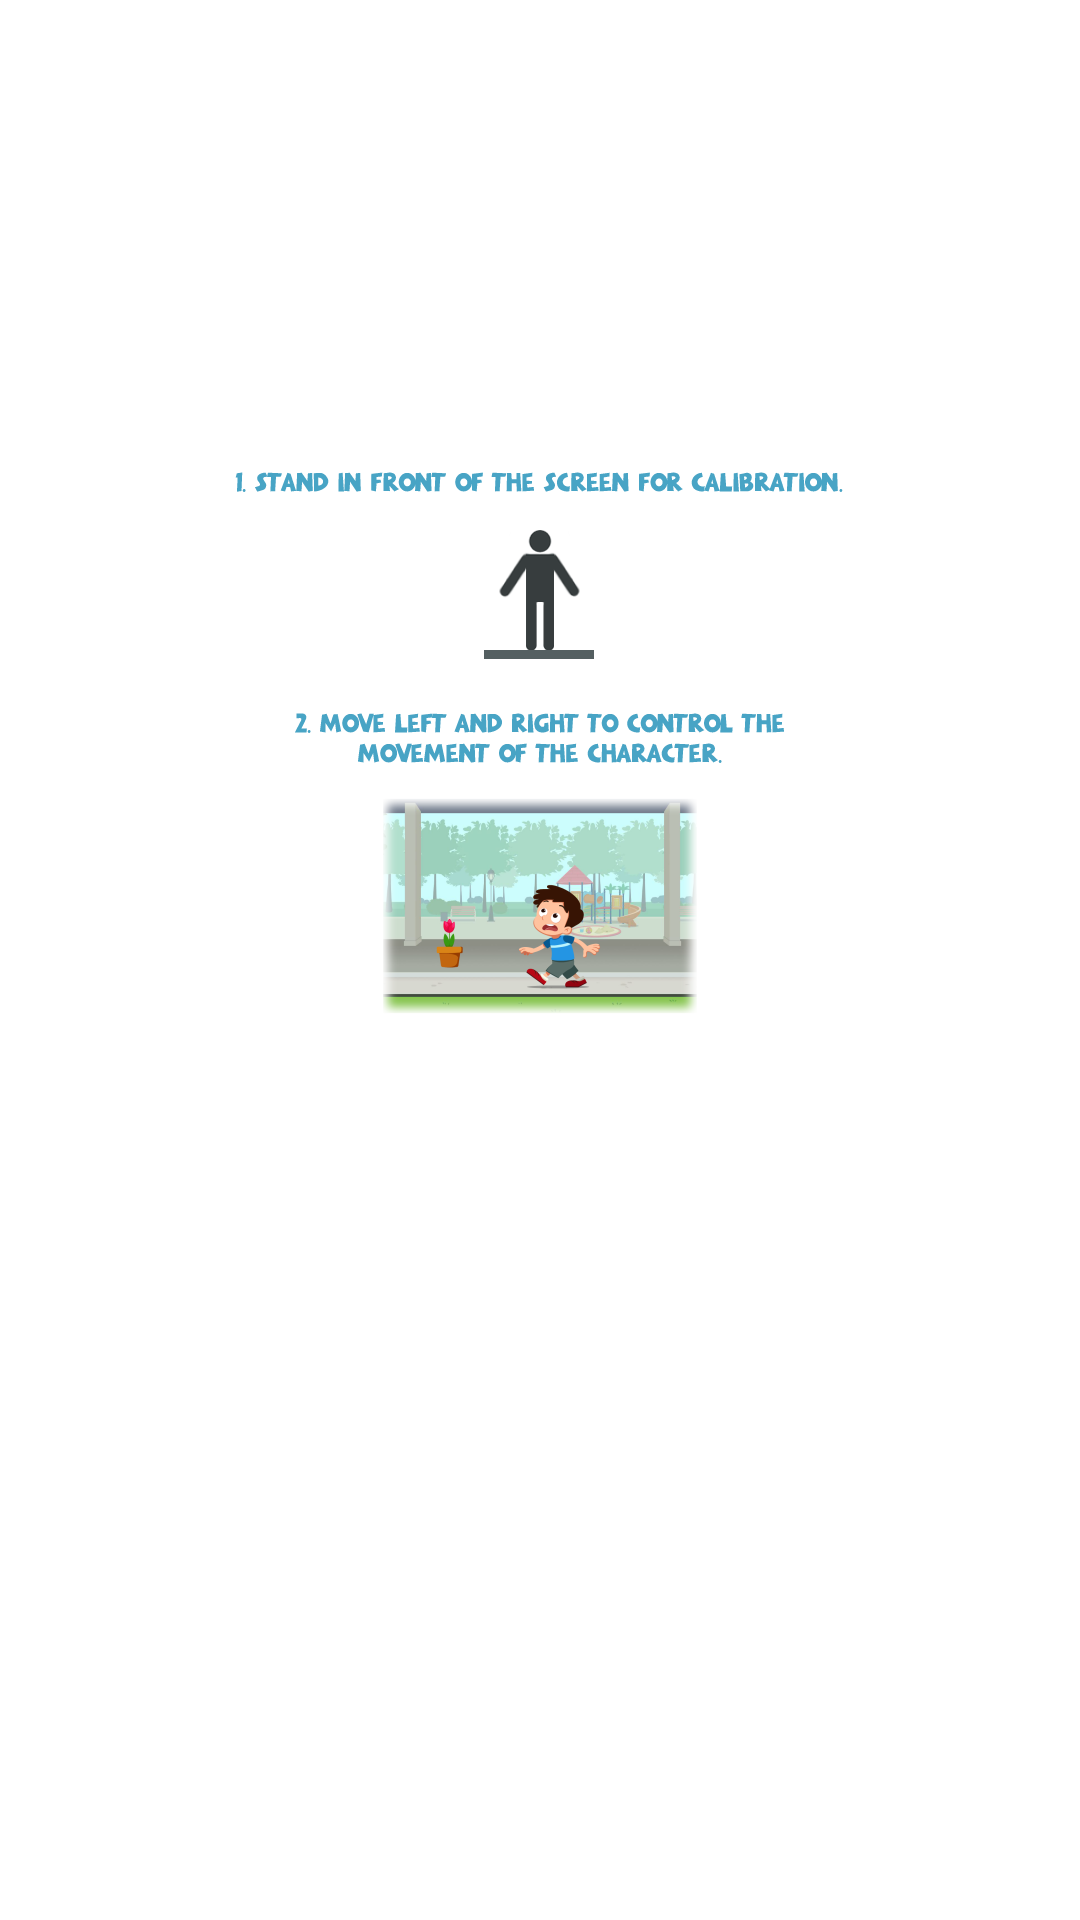 1. STAND IN FRONT OF THE SCREEN FOR CALIBRATION.
2. MOVE LEFT AND RIGHT TO CONTROL THE
MOVEMENT OF THE CHARACTER.